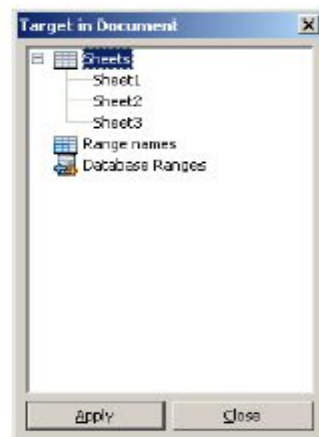 Target in Document
Sheets
Sheet1
Sheet2
Sheet3
Range names
Database Ranges
Apply
Close